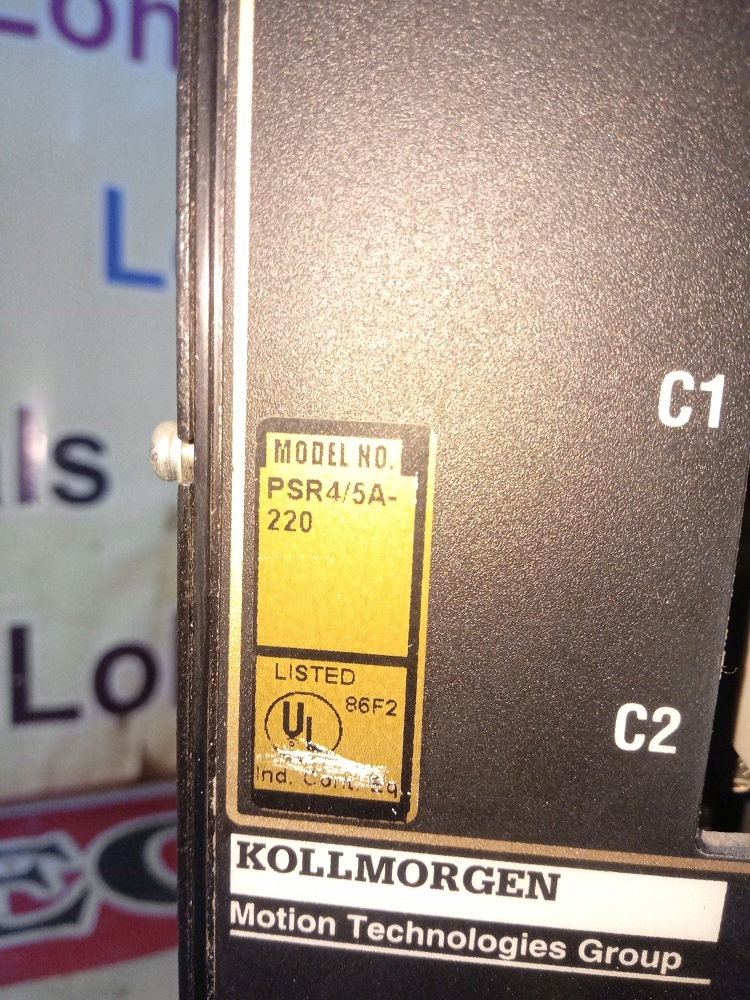 C1
MODEL NO.
PSR4/5A-
220
LISTED
86F2
UL
Ind. Cont. Eq.
C2
KOLLMORGEN
Motion Technologies Group